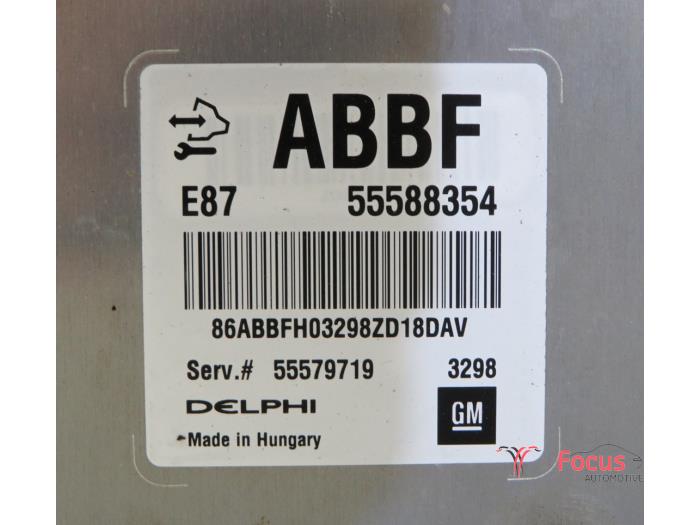 ABBF
E87 55588354
86ABBFH03298ZD18DAV
Serv.# 55579719 3298
DELPHI GM
Made in Hungary
Focus
AUTOMOTIVE